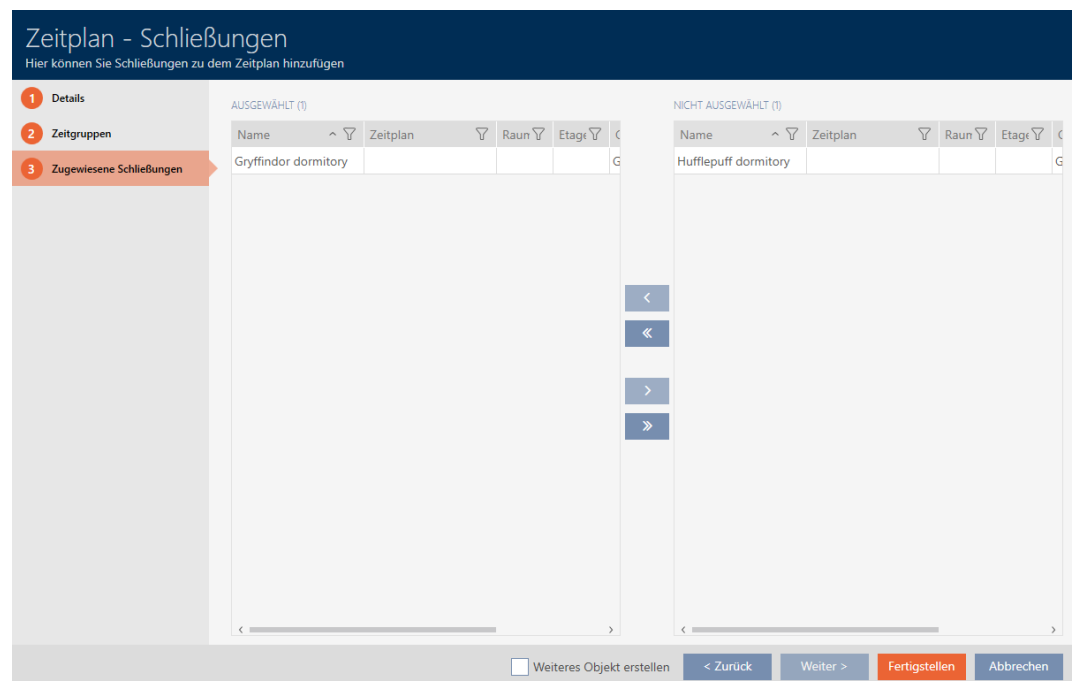 Zeitplan - Schließungen
Hier können Sie Schließungen zu dem Zeitplan hinzufügen
1 Details
2 Zeitgruppen
3 Zugewiesene Schließungen
AUSGEWÄHLT (1)
Name Zeitplan Raum Etage
Gryffindor dormitory G
NICHT AUSGEWÄHLT (1)
Name Zeitplan Raum Etage
Hufflepuff dormitory G
Weiteres Objekt erstellen
< Zurück
Weiter >
Fertigstellen
Abbrechen